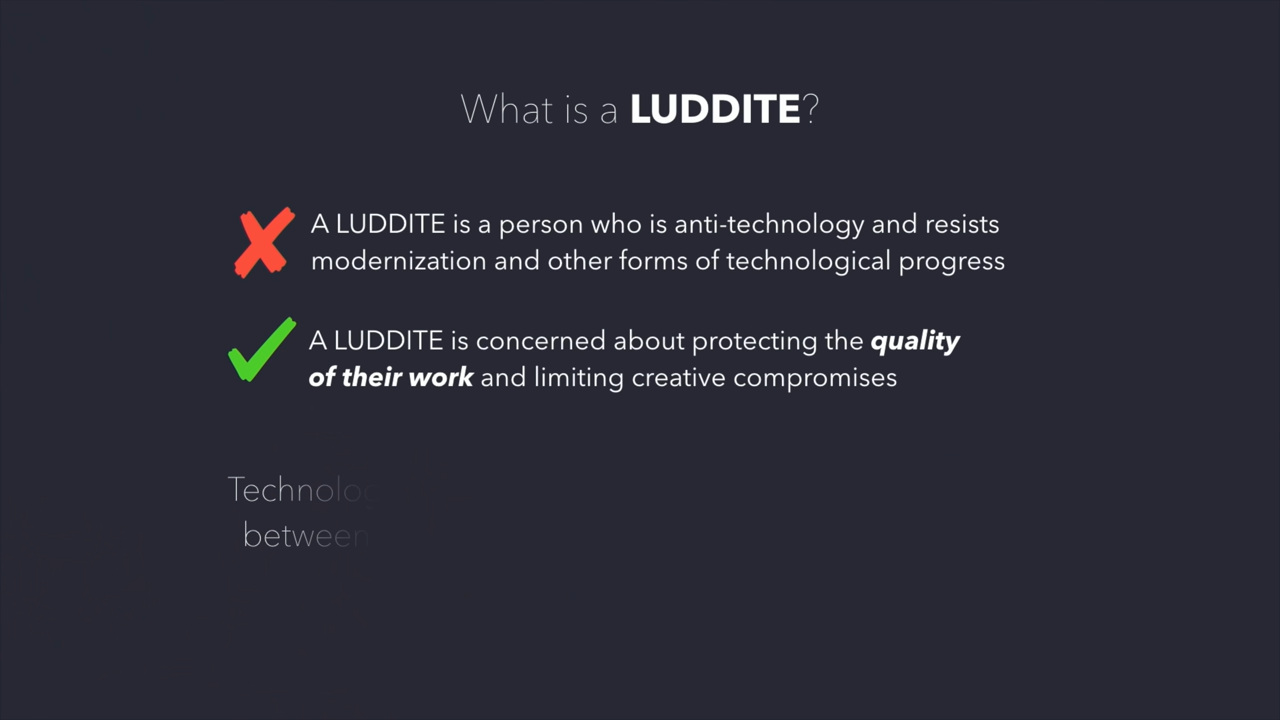 What is a LUDDITE?
A LUDDITE is a person who is anti-technology and resists
modernization and other forms of technological progress
A LUDDITE is concerned about protecting the quality
of their work and limiting creative compromises
between